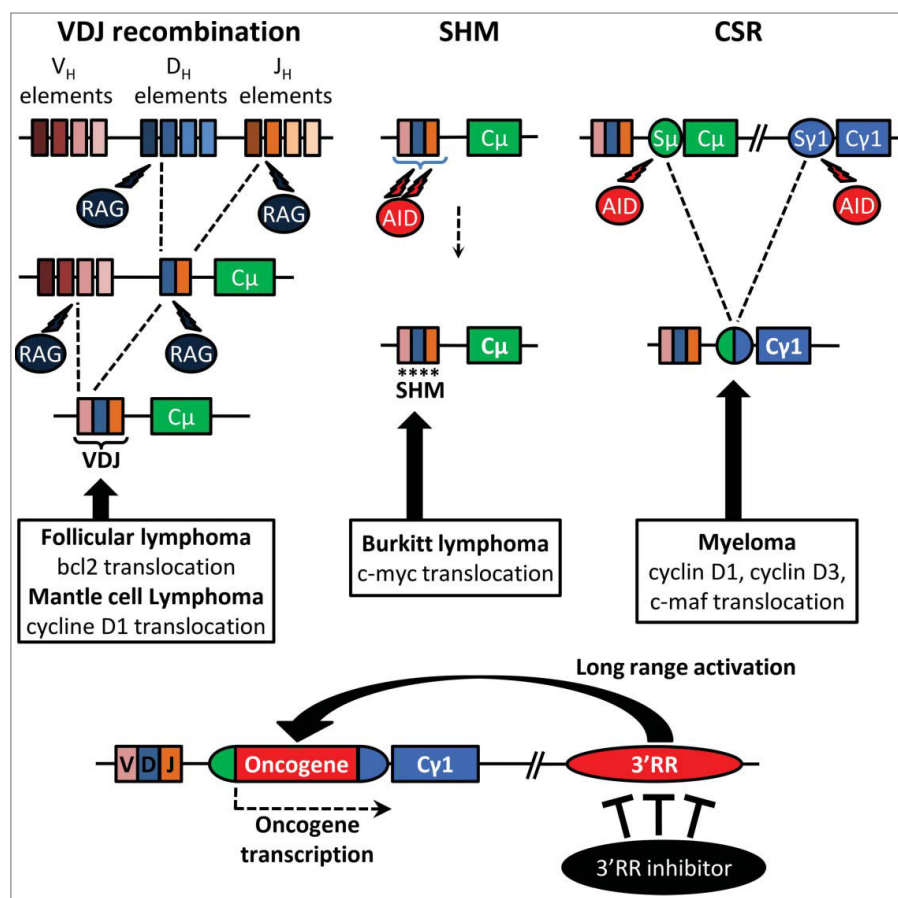 VDJ recombination
V_H elements
D_H elements
J_H elements
RAG
RAG
Cμ
RAG
RAG
Cμ
VDJ
Follicular lymphoma
bcl2 translocation
Mantle cell Lymphoma
cycline D1 translocation
SHM
Cμ
AID
Cμ
****
SHM
Burkitt lymphoma
c-myc translocation
CSR
Sμ Cμ // Sγ1 Cγ1
AID
AID
Cγ1
Myeloma
cyclin D1, cyclin D3,
c-maf translocation
Long range activation
V D J Oncogene Cγ1 // 3'RR
Oncogene
transcription
3'RR inhibitor